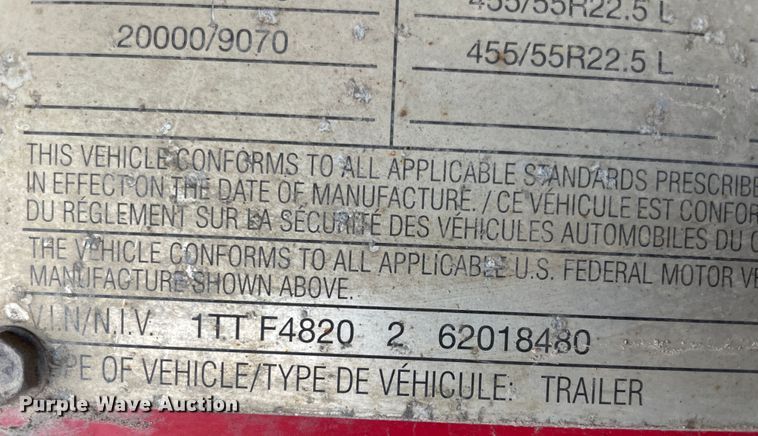 455/55R22.5 L
20000/9070 455/55R22.5 L
THIS VEHICLE CONFORMS TO ALL APPLICABLE STANDARDS PRESCRIBE
IN EFFECT ON THE DATE OF MANUFACTURE. / CE VÉHICULE EST CONFOR
DU RÉGLEMENT SUR LA SÉCURITÉ DES VÉHICULES AUTOMOBILES DU C
THE VEHICLE CONFORMS TO ALL APPLICABLE U.S. FEDERAL MOTOR VE
MANUFACTURE SHOWN ABOVE.
V.I.N/N.I.V. 1TT F4820 2 62018480
TYPE OF VEHICLE/TYPE DE VÉHICULE: TRAILER
Purple Wave Auction